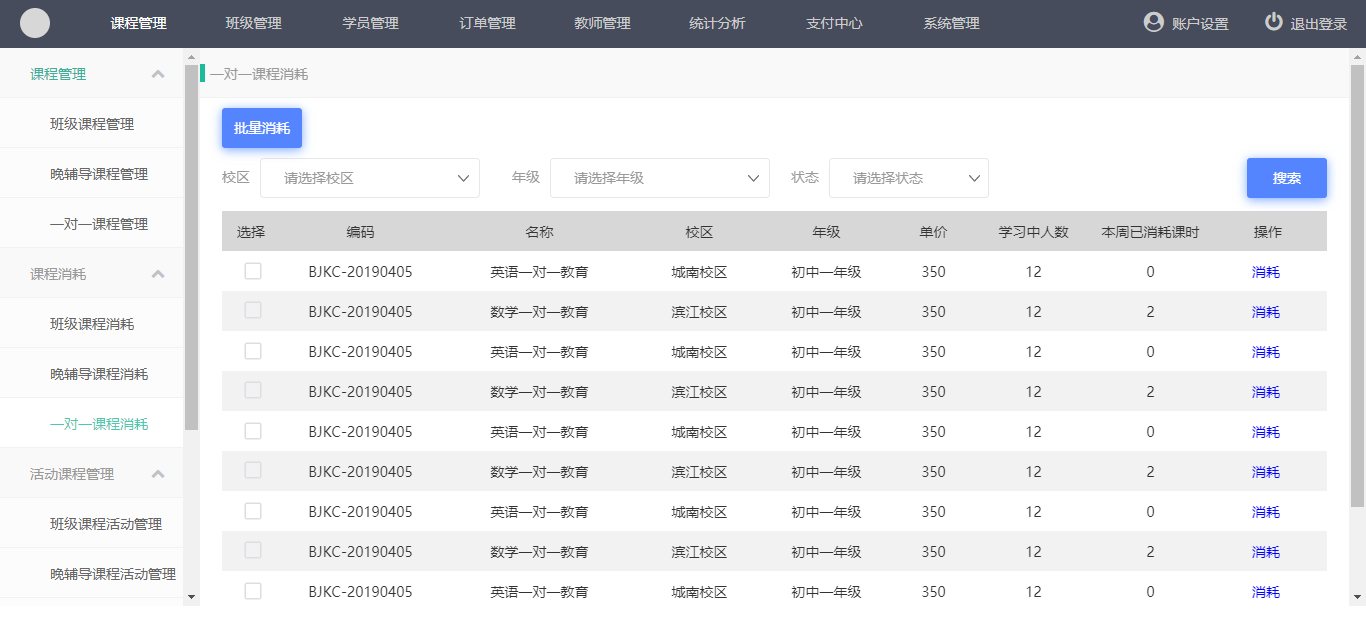 课程管理 班级管理 学员管理 订单管理 教师管理 统计分析 支付中心 系统管理 账户设置 退出登录
课程管理
班级课程管理
晚辅导课程管理
一对一课程管理
课程消耗
班级课程消耗
晚辅导课程消耗
一对一课程消耗
活动课程管理
班级课程活动管理
晚辅导课程活动管理
一对一课程消耗
批量消耗
校区 请选择校区 年级 请选择年级 状态 请选择状态 搜索
选择 编码 名称 校区 年级 单价 学习中人数 本周已消耗课时 操作
BJKC-20190405 英语一对一教育 城南校区 初中一年级 350 12 0 消耗
BJKC-20190405 数学一对一教育 滨江校区 初中一年级 350 12 2 消耗
BJKC-20190405 英语一对一教育 城南校区 初中一年级 350 12 0 消耗
BJKC-20190405 数学一对一教育 滨江校区 初中一年级 350 12 2 消耗
BJKC-20190405 英语一对一教育 城南校区 初中一年级 350 12 0 消耗
BJKC-20190405 数学一对一教育 滨江校区 初中一年级 350 12 2 消耗
BJKC-20190405 英语一对一教育 城南校区 初中一年级 350 12 0 消耗
BJKC-20190405 数学一对一教育 滨江校区 初中一年级 350 12 2 消耗
BJKC-20190405 英语一对一教育 城南校区 初中一年级 350 12 0 消耗